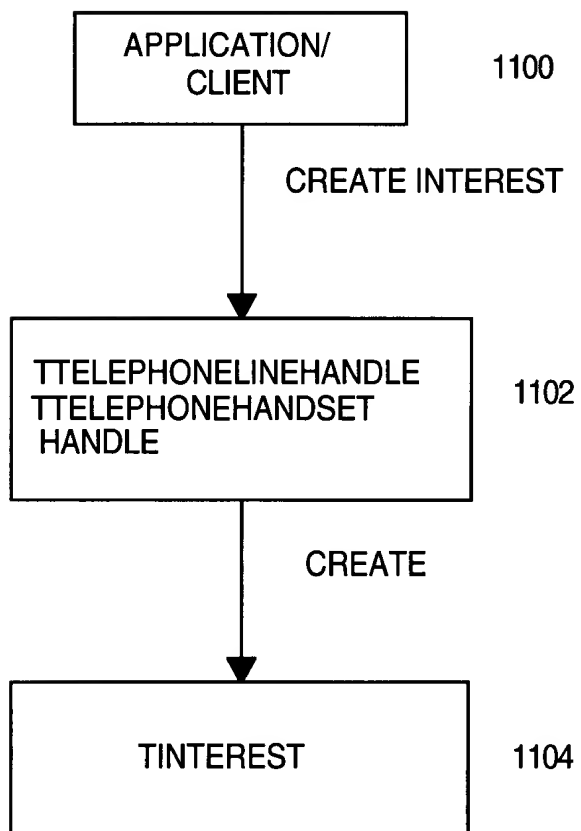 APPLICATION/
CLIENT
1100
CREATE INTEREST
TTELEPHONELINEHANDLE
TTELEPHONEHANDSET
HANDLE
1102
CREATE
TINTEREST
1104